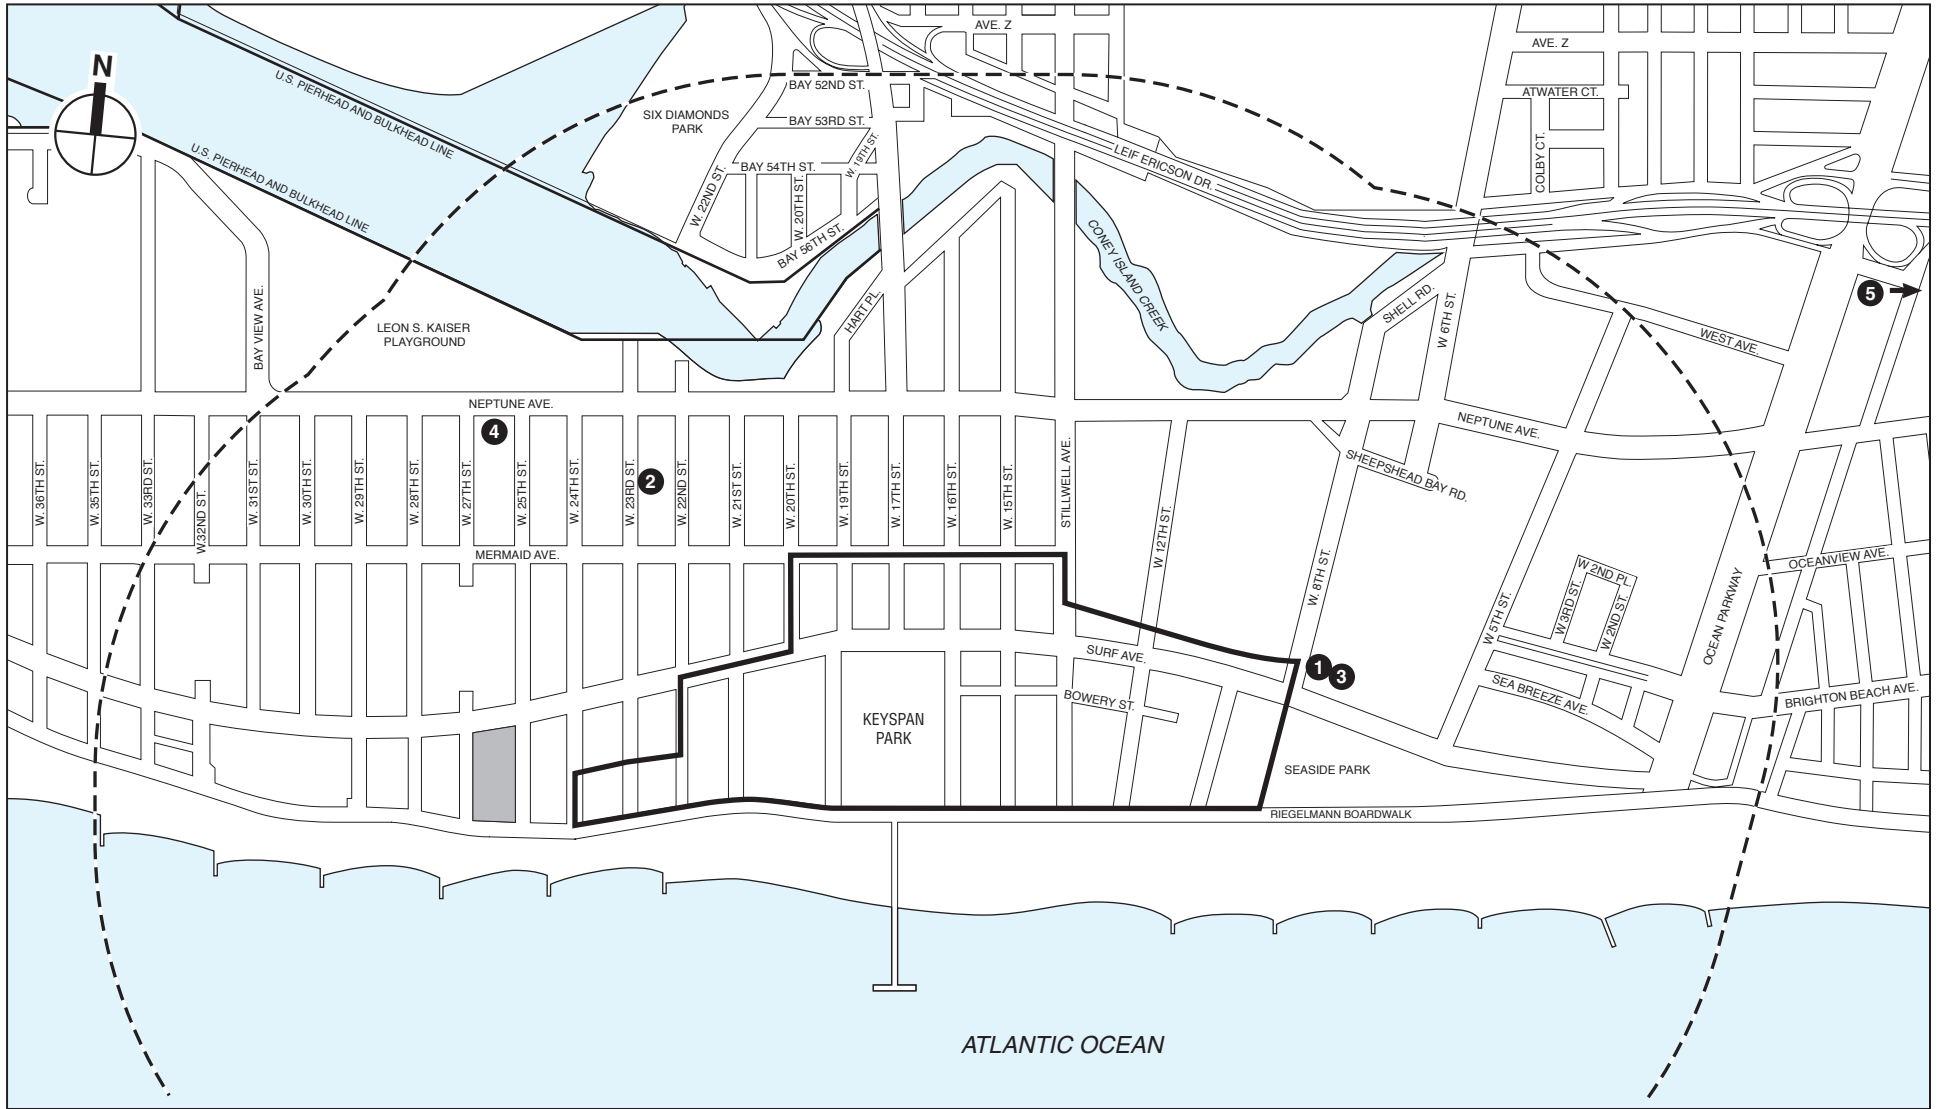 AVE. Z
AVE. Z
N
U.S. PIERHEAD AND BULKHEAD LINE
BAY 52ND ST.
ATWATER CT.
SIX DIAMONDS
PARK
BAY 53RD ST.
W. 19TH ST.
COLBY CT.
U.S. PIERHEAD AND BULKHEAD LINE
LEIF ERICSON DR.
BAY 54TH ST.
W. 22ND ST.
W. 20TH ST.
BAY 56TH ST.
CONEY ISLAND CREEK
5
BAY VIEW AVE.
LEON S. KAISER
PLAYGROUND
HART PL.
SHELL RD.
W 6TH ST.
WEST AVE.
NEPTUNE AVE.
NEPTUNE AVE.
4
2
SHEEPSHEAD BAY RD.
W. 36TH ST.
W. 35TH ST.
W. 33RD ST.
W.32ND ST.
W. 31ST ST.
W. 30TH ST.
W. 29TH ST.
W. 28TH ST.
W. 27TH ST.
W. 25TH ST.
W. 24TH ST.
W. 23RD ST.
W. 22ND ST.
W. 21ST ST.
W. 20TH ST.
W. 19TH ST.
W. 17TH ST.
W. 16TH ST.
W. 15TH ST.
STILLWELL AVE.
W 12TH ST.
W. 8TH ST.
MERMAID AVE.
OCEANVIEW AVE.
W 2ND PL.
W 3RD ST.
W 2ND ST.
W 5TH ST.
OCEAN PARKWAY
SURF AVE.
1
3
SEA BREEZE AVE.
BRIGHTON BEACH AVE.
BOWERY ST.
KEYSPAN
PARK
SEASIDE PARK
RIEGELMANN BOARDWALK
ATLANTIC OCEAN